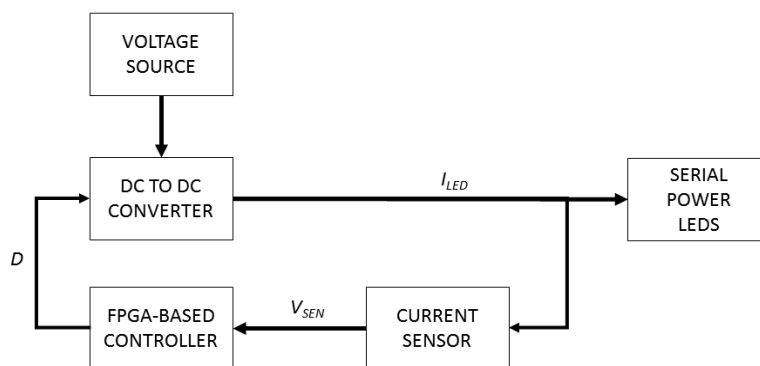 VOLTAGE
SOURCE
DC TO DC
CONVERTER
I_LED
SERIAL
POWER
LEDS
D
FPGA-BASED
CONTROLLER
V_SEN
CURRENT
SENSOR